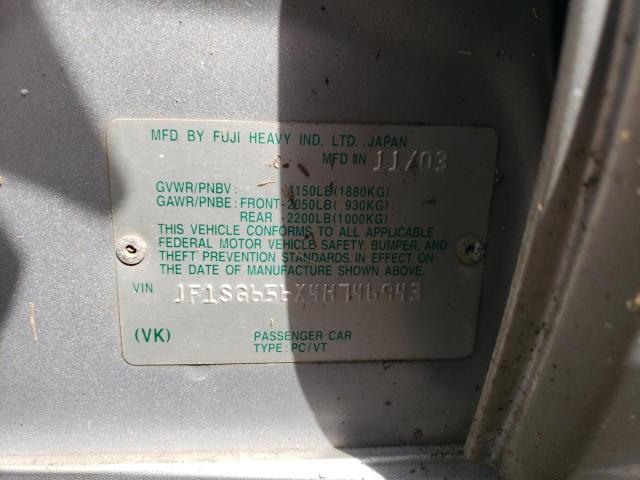 MFD BY FUJI HEAVY IND. LTD., JAPAN
MFD IN 11/03
GVWR/PNBV : 4150LB(1880KG)
GAWR/PNBE: FRONT-2050LB( 930KG)
REAR -2200LB(1000KG)
THIS VEHICLE CONFORMS TO ALL APPLICABLE
FEDERAL MOTOR VEHICLE SAFETY, BUMPER, AND
THEFT PREVENTION STANDARDS IN EFFECT ON
THE DATE OF MANUFACTURE SHOWN ABOVE.
VIN JF1SG656X4H746943
(VK) PASSENGER CAR
TYPE: PC/VT